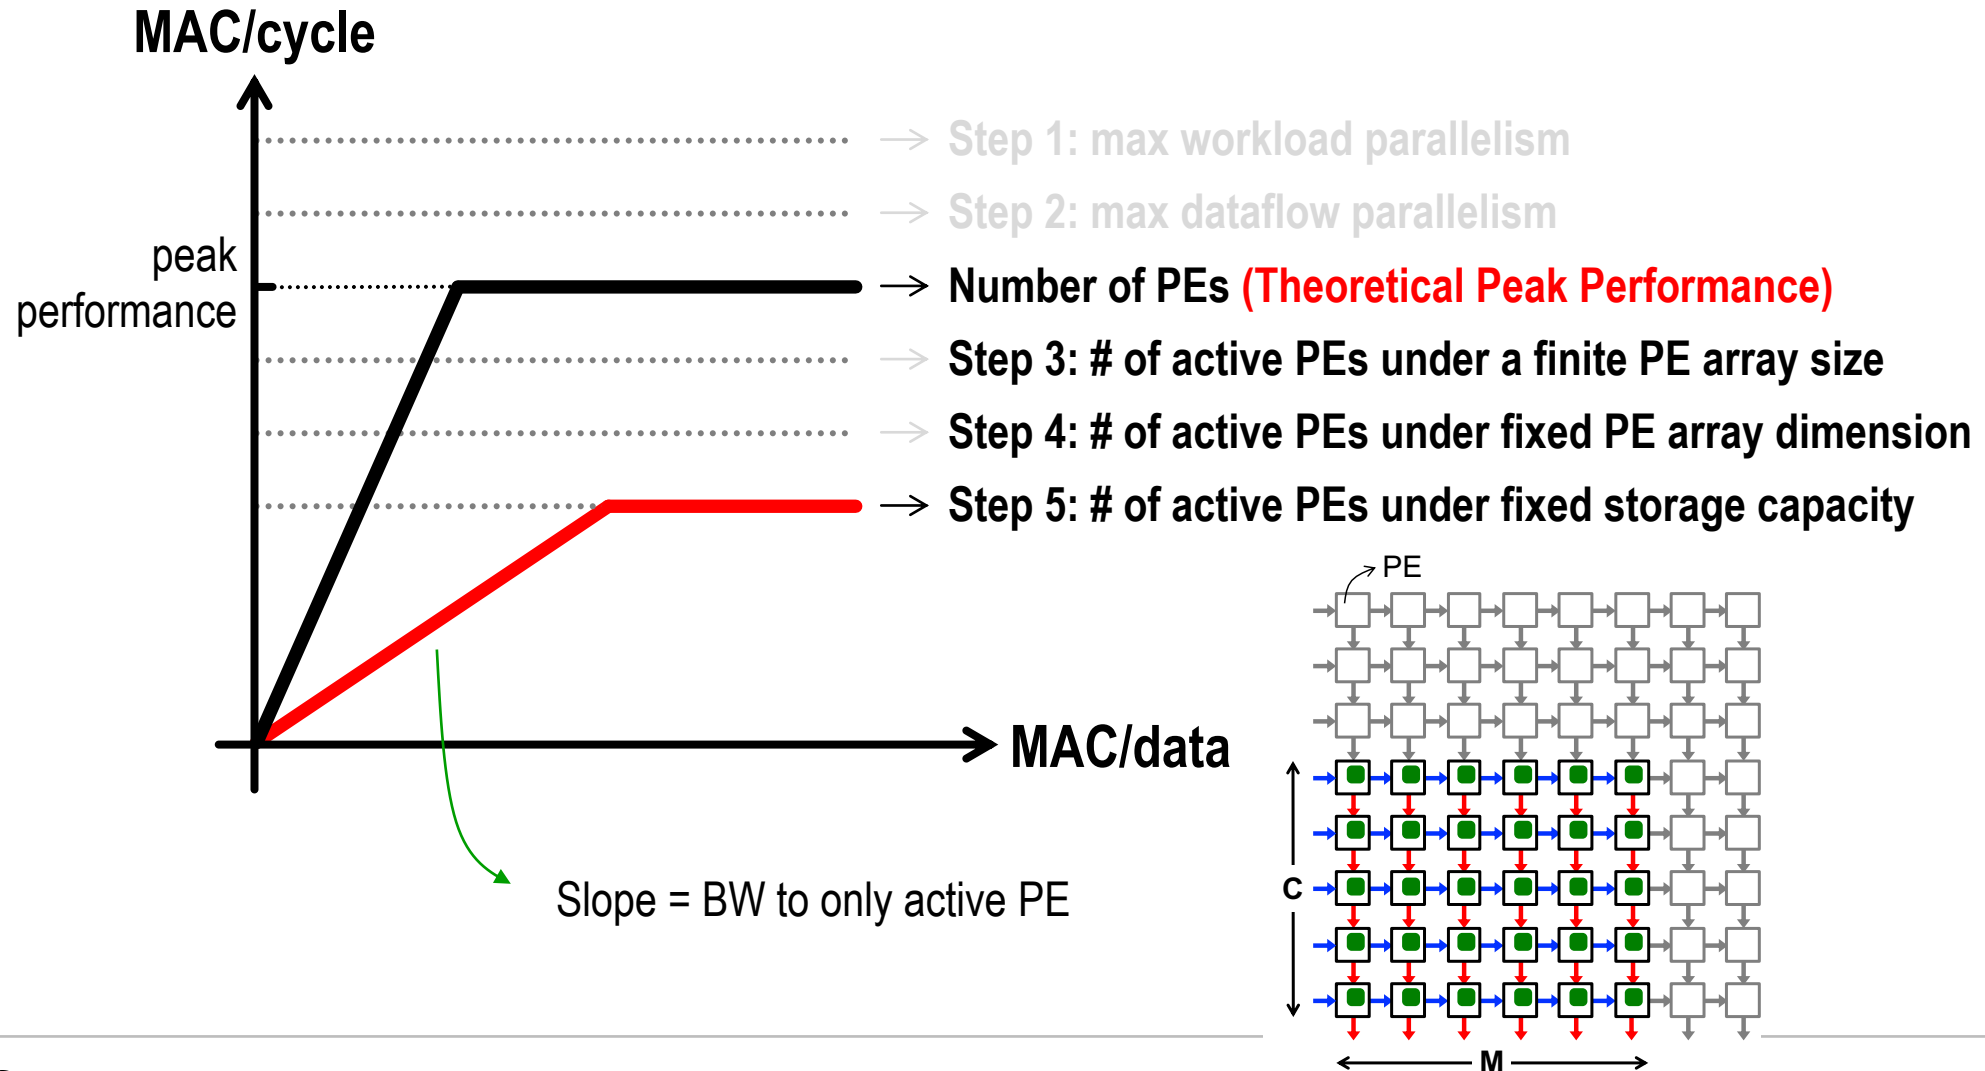 MAC/cycle
Step 1: max workload parallelism
Step 2: max dataflow parallelism
peak
performance
Number of PEs (Theoretical Peak Performance)
Step 3: # of active PEs under a finite PE array size
Step 4: # of active PEs under fixed PE array dimension
Step 5: # of active PEs under fixed storage capacity
PE
MAC/data
C
Slope = BW to only active PE
M